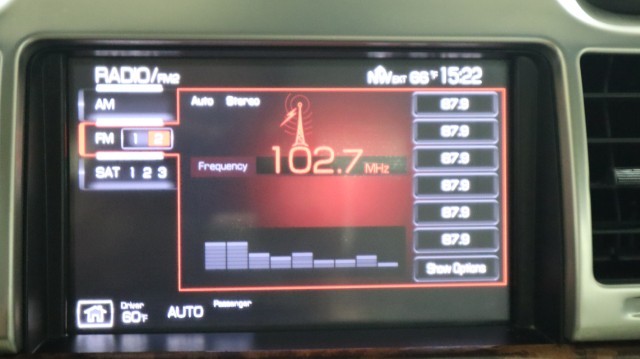 RADIO/FM2
NW EXT 66°F 15:22
AM
FM 1 2
SAT 1 2 3
Auto Stereo
Frequency 102.7 MHz
87.9
87.9
87.9
87.9
87.9
87.9
Show Options
Driver
60°F
AUTO
Passenger